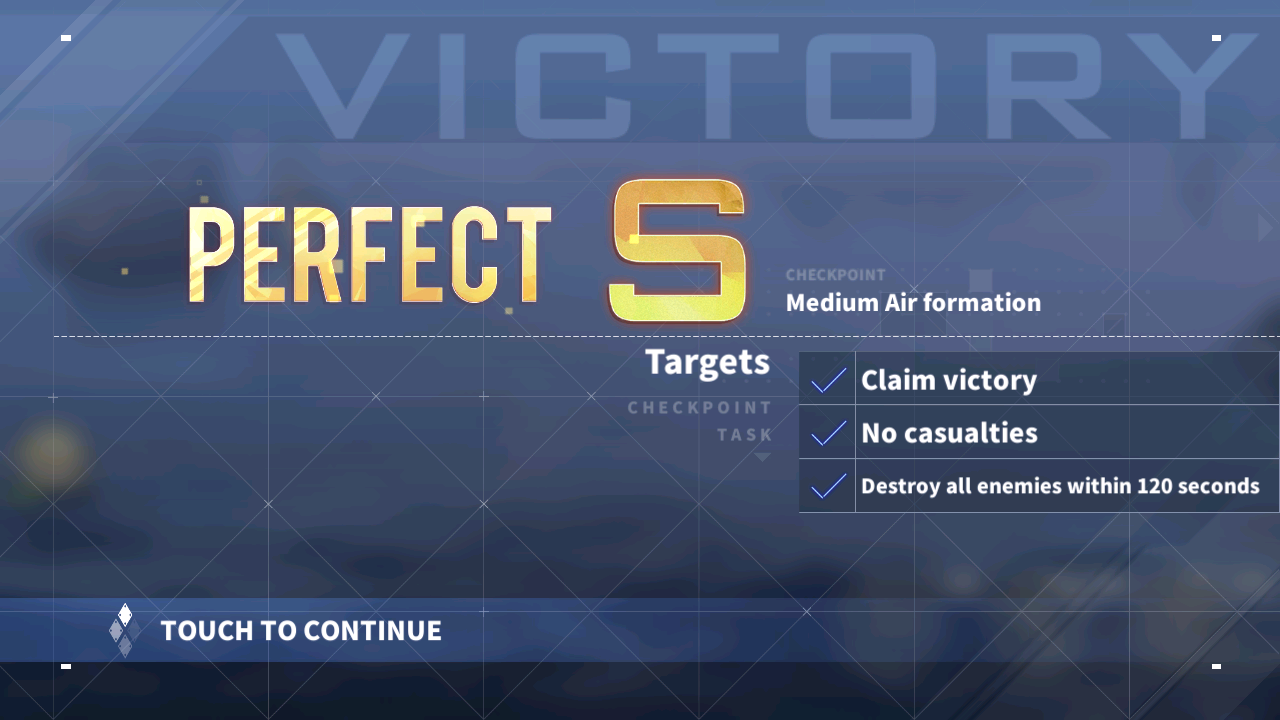 VICTORY
PERFECT S
CHECKPOINT
Medium Air formation
Targets
CHECKPOINT
TASK
Claim victory
No casualties
Destroy all enemies within 120 seconds
TOUCH TO CONTINUE